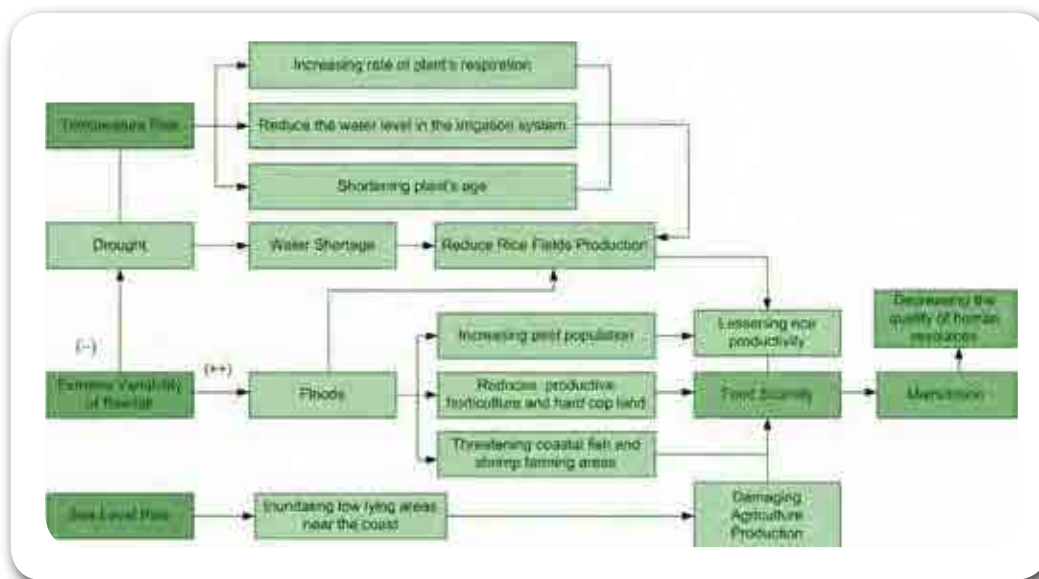 Increasing rate of plant's respiration
Temperature Rise
Reduce the water level in the irrigation system
Shortening plant's age
Drought
Water Shortage
Reduce Rice Fields Production
Decreasing the
quality of human
resources
Increasing pest population
Lessening rice
productivity
(--)
(++)
Extreme Variability
of Rainfall
Floods
Reduces productive
horticulture and hard cop land
Food
Threatening coastal fish and
shrimp farming areas
Sea Level Rise
Inundating low lying areas
near the coast
Damaging
Agriculture
Production